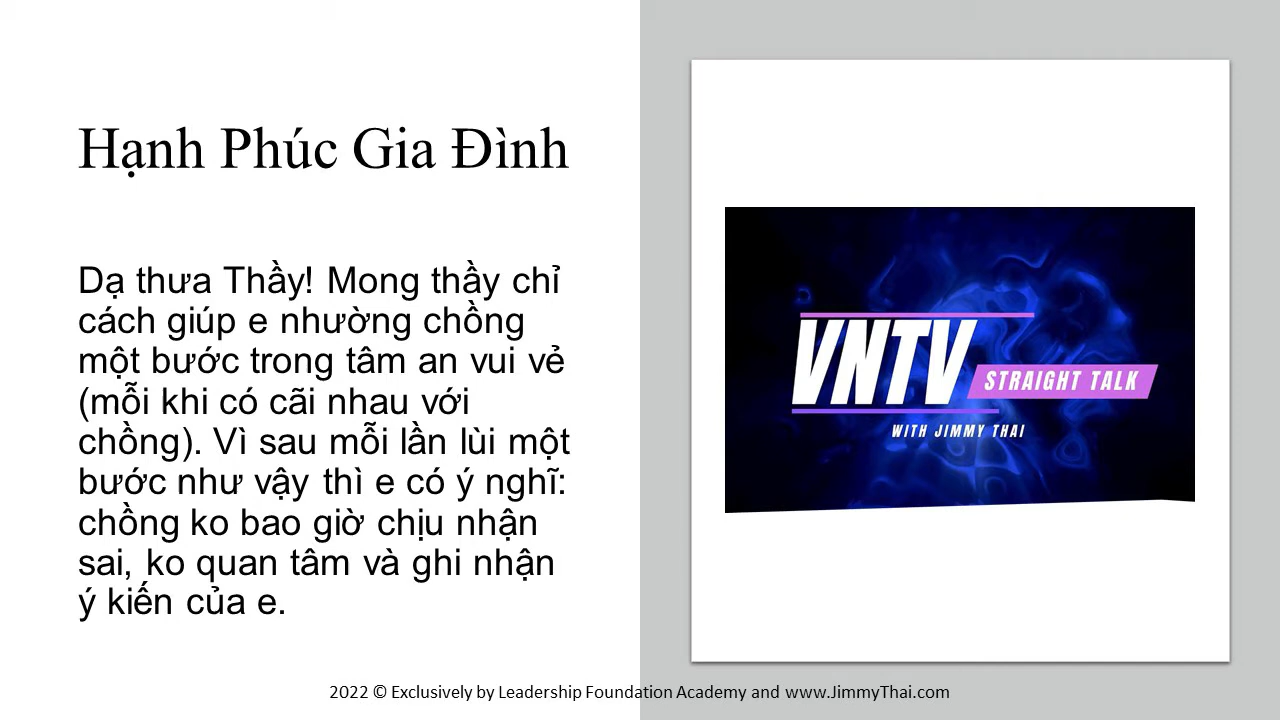 Hạnh Phúc Gia Đình
Dạ thưa Thầy! Mong thầy chỉ
cách giúp e nhường chồng
một bước trong tâm an vui vẻ
(mỗi khi có cãi nhau với
chồng). Vì sau mỗi lần lùi một
bước như vậy thì e có ý nghĩ:
chồng ko bao giờ chịu nhận
sai, ko quan tâm và ghi nhận
ý kiến của e.
VNTV
STRAIGHT TALK
WITH JIMMY THAI
2022 © Exclusively by Leadership Foundation Academy and www.JimmyThai.com